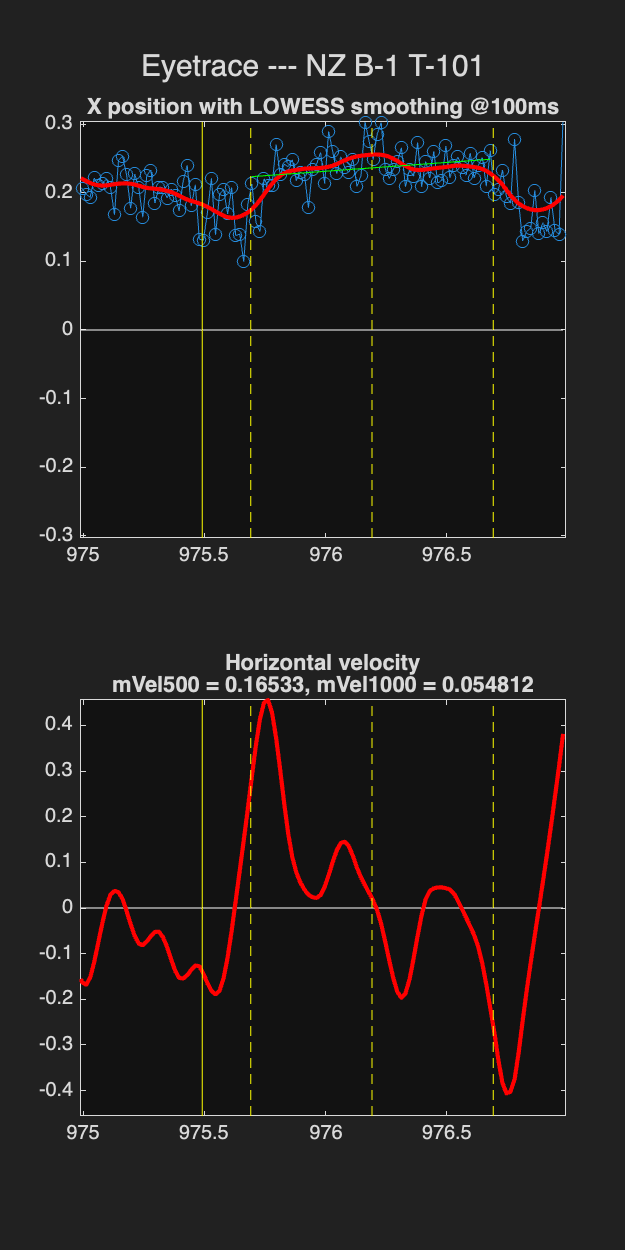 Eyetrace --- NZ B-1 T-101
X position with LOWESS smoothing @100ms
0.3
0.2
0.1
0
-0.1
-0.2
-0.3
975 975.5 976 976.5
Horizontal velocity
mVel500 = 0.16533, mVel1000 = 0.054812
0.4
0.3
0.2
0.1
0
-0.1
-0.2
-0.3
-0.4
975 975.5 976 976.5